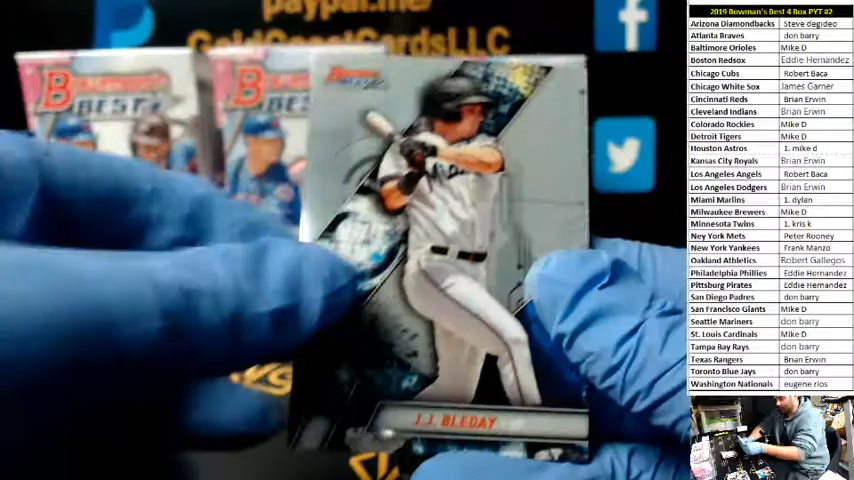 paypal.me/
GoldCoastCardsLLC
BOWMAN'S
BEST
BEST
J.J. BLEDAY
2019 Bowman's Best 4 Box PYT #2
Arizona Diamondbacks Steve degideo
Atlanta Braves don barry
Baltimore Orioles Mike D
Boston Redsox Eddie Hernandez
Chicago Cubs Robert Baca
Chicago White Sox James Gamer
Cincinnati Reds Brian Erwin
Cleveland Indians Brian Erwin
Colorado Rockies Mike D
Detroit Tigers Mike D
Houston Astros 1. mike d
Kansas City Royals Brian Erwin
Los Angeles Angels Robert Baca
Los Angeles Dodgers Brian Erwin
Miami Marlins 1. dylan
Milwaukee Brewers Mike D
Minnesota Twins 1. kris k
Ney York Mets Peter Rooney
New York Yankees Frank Manzo
Oakland Athletics Robert Gallegos
Philadelphia Phillies Eddie Hernandez
Pittsburg Pirates Eddie Hernandez
San Diego Padres don barry
San Francisco Giants Mike D
Seattle Mariners don barry
St. Louis Cardinals Mike D
Tampa Bay Rays don barry
Texas Rangers Brian Erwin
Toronto Blue Jays don barry
Washington Nationals eugene rios